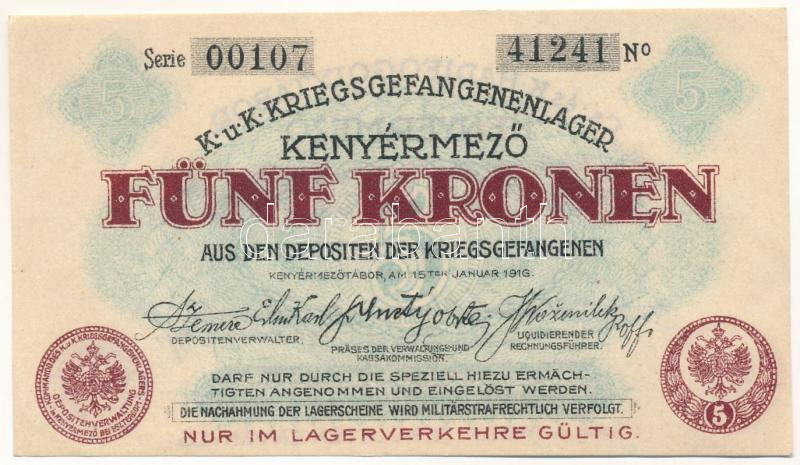 Serie 00107 41241 No
5 5
K.u.K. KRIEGSGEFANGENENLAGER
KENYÉRMEZŐ
FÜNF KRONEN
darabanth
AUS DEN DEPOSITEN DER KRIEGSGEFANGENEN
KENYÉRMEZŐTÁBOR, AM 15TEN JANUAR 1916.
DEPOSITENVERWALTER.
PRÄSES DER VERWALTUNGS-UND
KASSAKOMMISSION.
LIQUIDIERENDER
RECHNUNGSFÜHRER.
DARF NUR DURCH DIE SPEZIELL HIEZU ERMÄCH-
TIGTEN ANGENOMMEN UND EINGELÖST WERDEN.
DIE NACHAHMUNG DER LAGERSCHEINE WIRD MILITÄRSTRAFRECHTLICH VERFOLGT.
NUR IM LAGERVERKEHRE GÜLTIG.
DEPOSITENVERWALTUNG
5